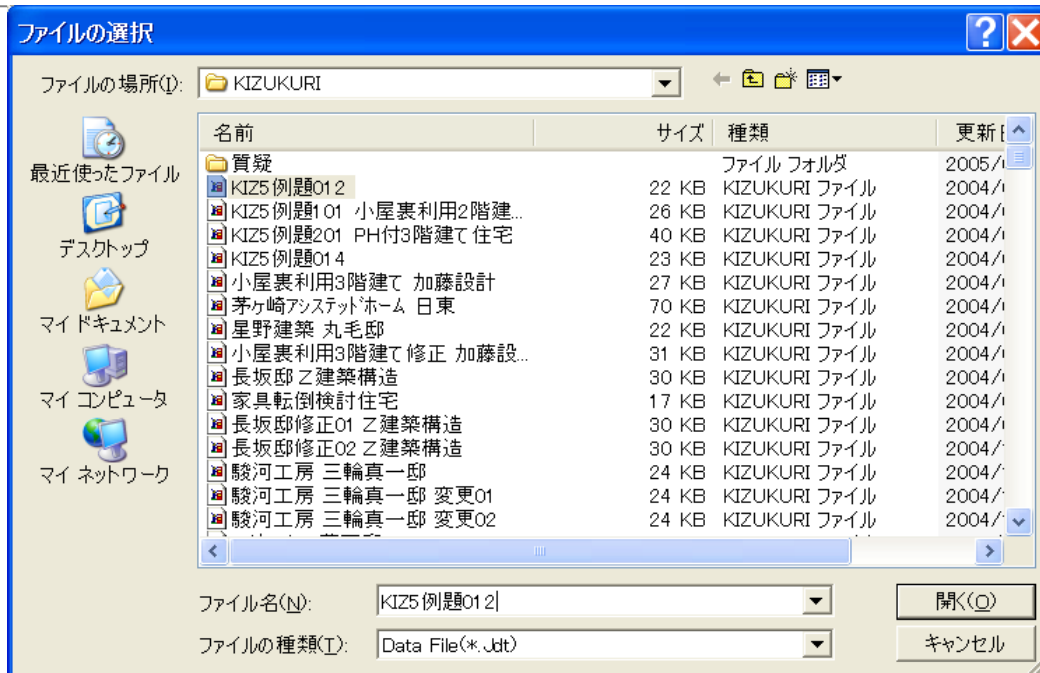 ファイルの選択
ファイルの場所(I): KIZUKURI
最近使ったファイル
デスクトップ
マイ ドキュメント
マイ コンピュータ
マイ ネットワーク
名前 サイズ 種類 更新
質疑 ファイル フォルダ 2005/
KIZ5例題012 22 KB KIZUKURI ファイル 2004/
KIZ5例題101 小屋裏利用2階建... 26 KB KIZUKURI ファイル 2004/
KIZ5例題201 PH付3階建て住宅 40 KB KIZUKURI ファイル 2004/
KIZ5例題014 23 KB KIZUKURI ファイル 2004/
小屋裏利用3階建て 加藤設計 27 KB KIZUKURI ファイル 2004/
茅ヶ崎アシステッドホーム 日東 70 KB KIZUKURI ファイル 2004/
星野建築 丸毛邸 22 KB KIZUKURI ファイル 2004/
小屋裏利用3階建て修正 加藤設... 31 KB KIZUKURI ファイル 2004/
長坂邸 Z建築構造 30 KB KIZUKURI ファイル 2004/
家具転倒検討住宅 17 KB KIZUKURI ファイル 2004/
長坂邸修正01 Z建築構造 30 KB KIZUKURI ファイル 2004/
長坂邸修正02 Z建築構造 30 KB KIZUKURI ファイル 2004/
駿河工房 三輪真一邸 24 KB KIZUKURI ファイル 2004/
駿河工房 三輪真一邸 変更01 24 KB KIZUKURI ファイル 2004/
駿河工房 三輪真一邸 変更02 24 KB KIZUKURI ファイル 2004/
ファイル名(N): KIZ5例題012 開く(O)
ファイルの種類(T): Data File(*.Jdt) キャンセル